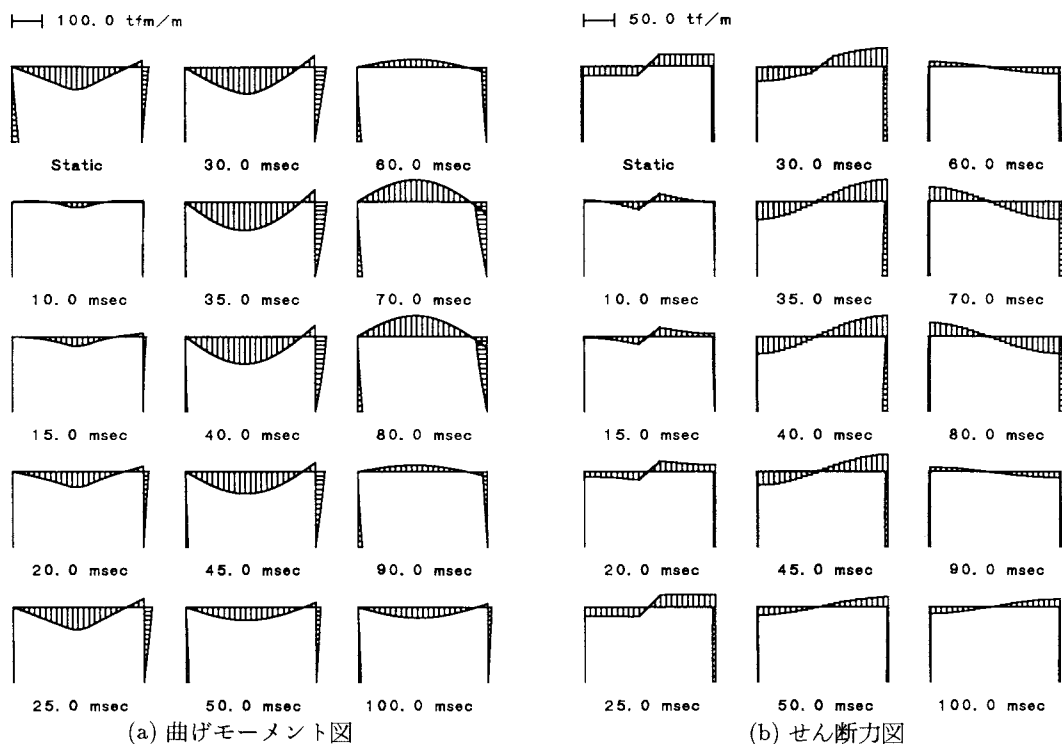 100.0 tfm/m
50.0 tf/m
Static
30.0 msec
60.0 msec
Static
30.0 msec
60.0 msec
10.0 msec
35.0 msec
70.0 msec
10.0 msec
35.0 msec
70.0 msec
15.0 msec
40.0 msec
80.0 msec
15.0 msec
40.0 msec
80.0 msec
20.0 msec
45.0 msec
90.0 msec
20.0 msec
45.0 msec
90.0 msec
25.0 msec
50.0 msec
100.0 msec
25.0 msec
50.0 msec
100.0 msec
(a) 曲げモーメント図
(b) せん断力図